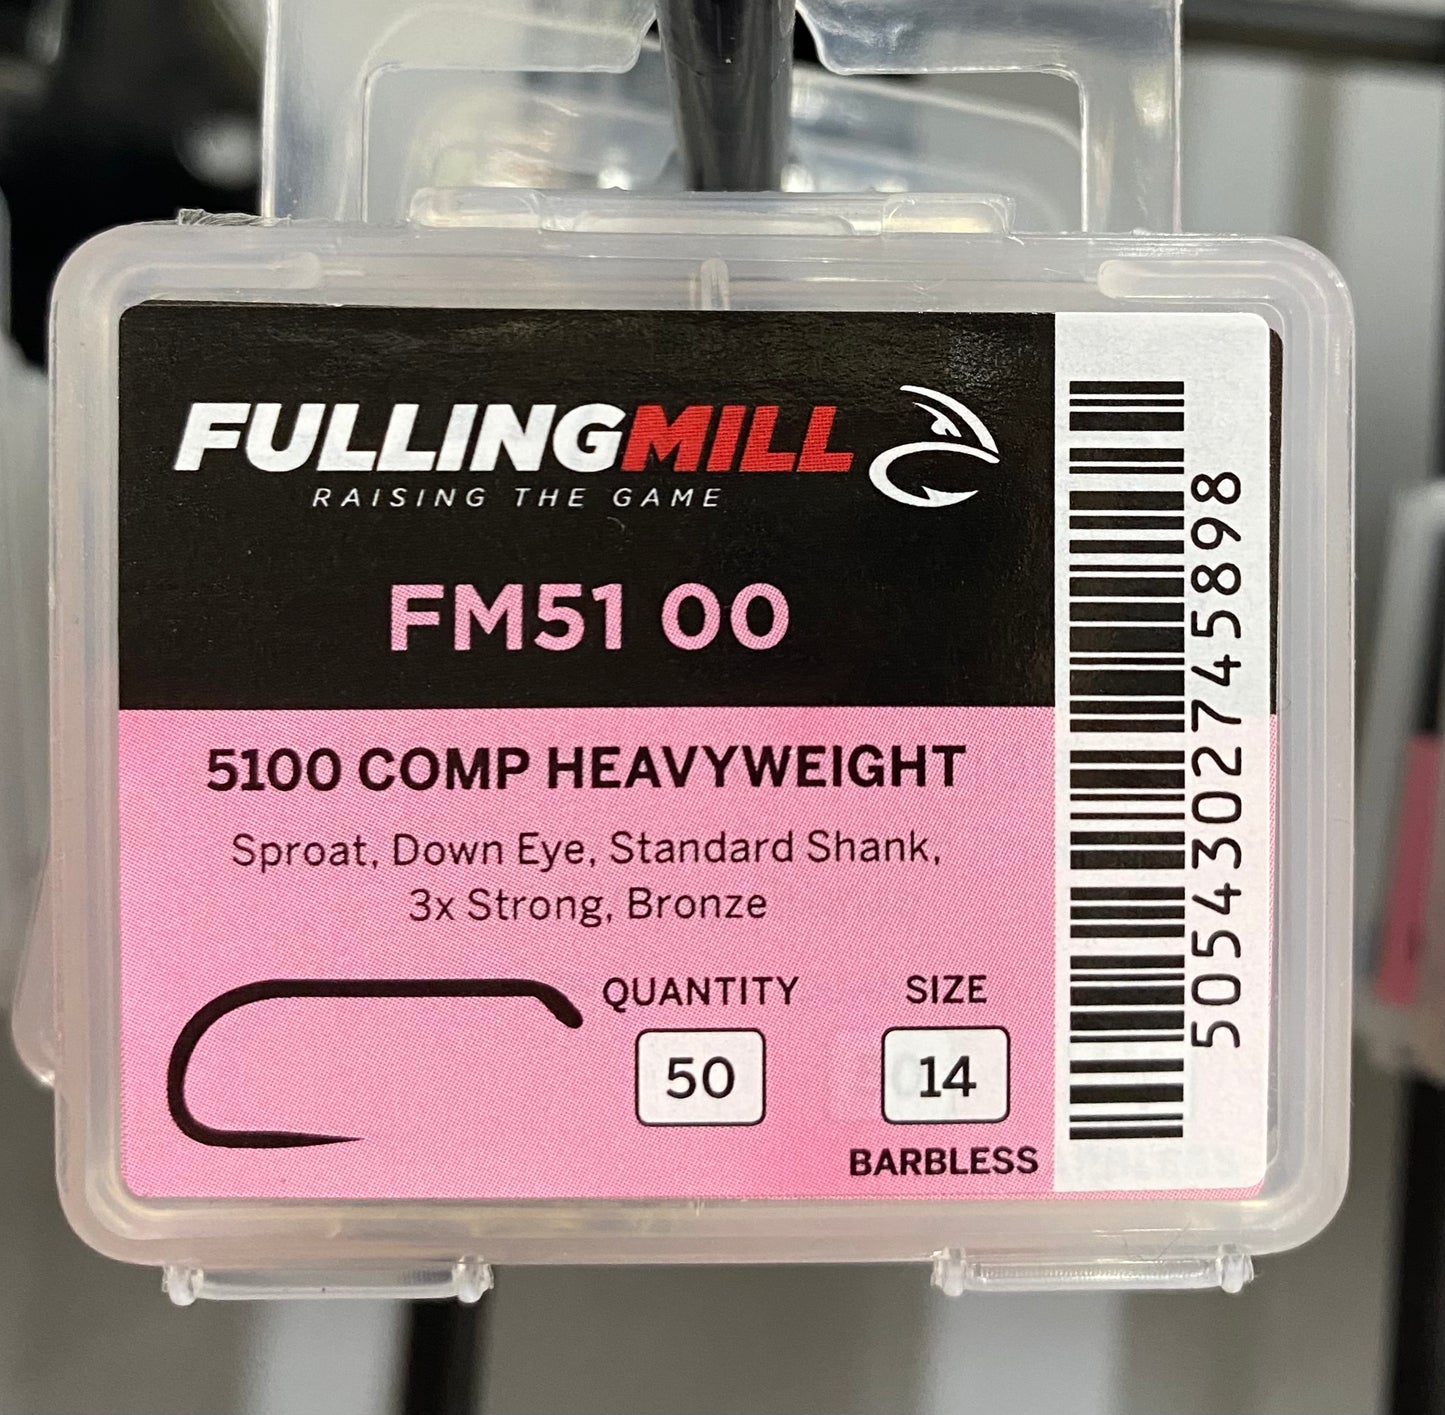 FULLINGMILL
RAISING THE GAME
FM51 00
5100 COMP HEAVYWEIGHT
Sproat, Down Eye, Standard Shank,
3x Strong, Bronze
QUANTITY
50
SIZE
14
BARBLESS
5054302745898